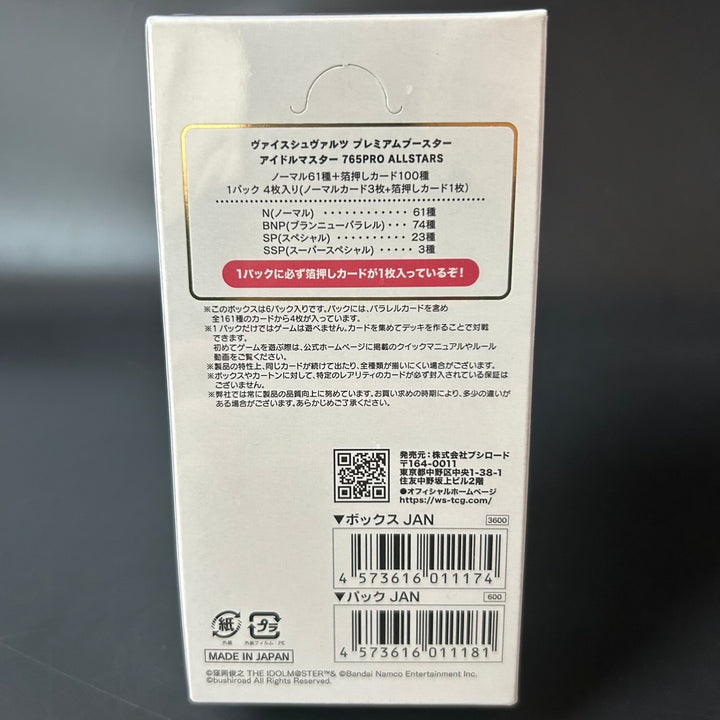 ヴァイスシュヴァルツ プレミアムブースター
アイドルマスター 765PRO ALLSTARS
ノーマル61種＋箔押しカード100種
1パック 4枚入り(ノーマルカード3枚+箔押しカード1枚)
N(ノーマル) ・・・・・・・・・・・・ 61種
BNP(ブランニューパラレル) ・・・ 74種
SP(スペシャル) ・・・・・・・・・・ 23種
SSP(スーパースペシャル) ・・・・・ 3種
1パックに必ず箔押しカードが1枚入っているぞ!
※このボックスは6パック入りです。パックには、パラレルカードを含め
全161種のカードから4枚が入っています。
※1パックだけではゲームは遊べません。カードを集めてデッキを作ることで対戦
できます。
初めてゲームを遊ぶ際は、公式ホームページに掲載のクイックマニュアルやルール
動画をご覧ください。
※製品の特性上、同じカードが続けて出たり、全種類が揃いにくい場合がございます。
※ボックスやカートンに対して、特定のレアリティのカードが必ず封入されている保証は
ございません。
※弊社では常に製品の品質向上に努めています。お買い求めの時期により、多少の違いが
ある場合がございます。あらかじめご了承ください。
発売元：株式会社ブシロード
〒164-0011
東京都中野区中央1-38-1
住友中野坂上ビル2階
●オフィシャルホームページ
https://ws-tcg.com/
▼ボックス JAN 3600
4 573616 011174
▼パック JAN 600
4 573616 011181
紙
外箱
プラ
外装フィルム：PE
MADE IN JAPAN
©窪岡俊之 THE IDOLM@STER™& ©Bandai Namco Entertainment Inc.
©bushiroad All Rights Reserved.